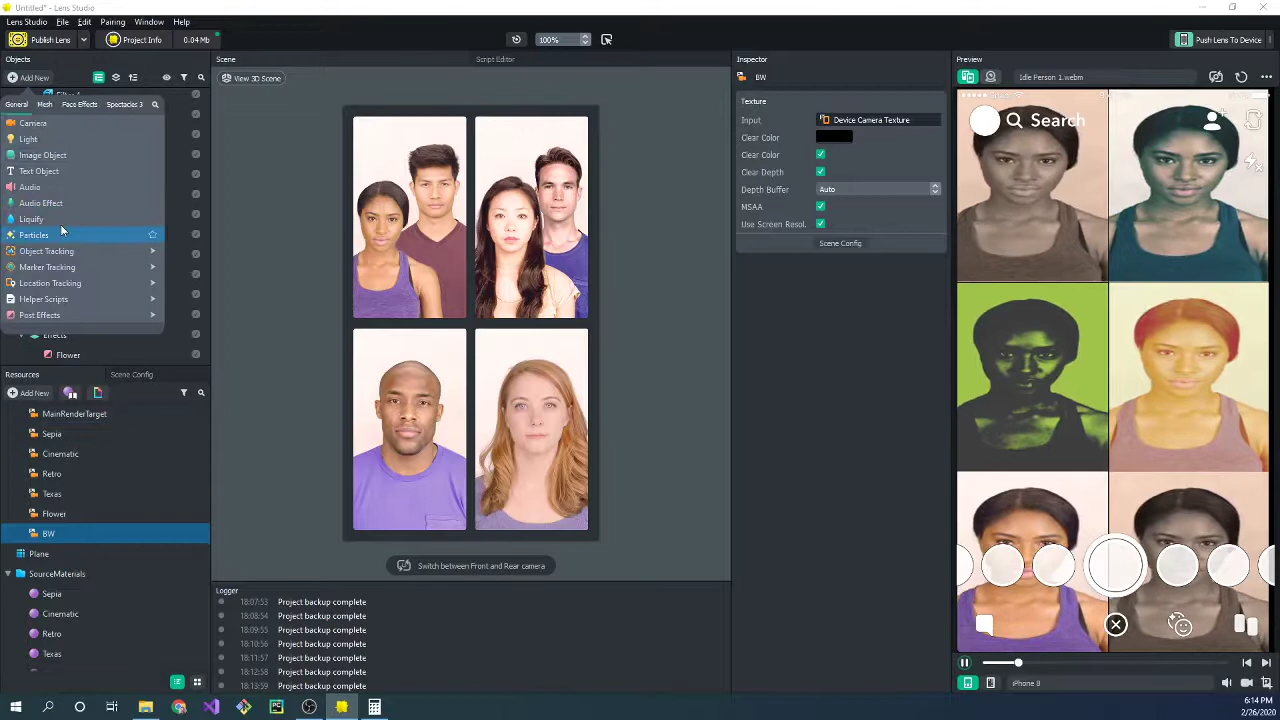 Untitled* - Lens Studio
Lens Studio File Edit Pairing Window Help
Publish Lens Project Info 0.04 Mb 100% Push Lens To Device
Objects Scene Script Editor Inspector Preview
Add New View 3D Scene BW Idle Person 1.webm
General Mesh Face Effects Spectacles 3
Camera
Light
Image Object
Text Object
Audio
Audio Effect
Liquify
Particles
Object Tracking
Marker Tracking
Location Tracking
Helper Scripts
Post Effects
Effects
Flower
Resources Scene Config
Add New
MainRenderTarget
Sepia
Cinematic
Retro
Texas
Flower
BW
Plane
SourceMaterials
Sepia
Cinematic
Retro
Texas
Switch between Front and Rear camera
Logger
18:07:53 Project backup complete
18:08:54 Project backup complete
18:09:55 Project backup complete
18:10:56 Project backup complete
18:11:57 Project backup complete
18:12:58 Project backup complete
18:13:59 Project backup complete
Texture
Input Device Camera Texture
Clear Color
Clear Color
Clear Depth
Depth Buffer Auto
MSAA
Use Screen Resol.
Scene Config
Search
iPhone 8
6:14 PM
2/26/2020